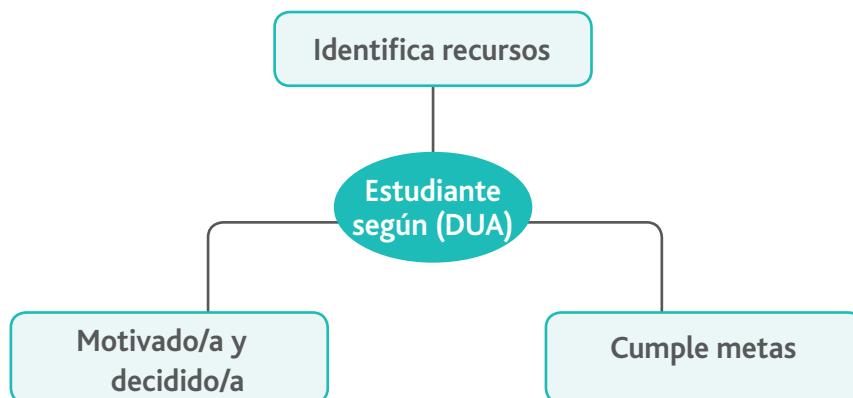 Identifica recursos
Estudiante
según (DUA)
Motivado/a y
decidido/a
Cumple metas